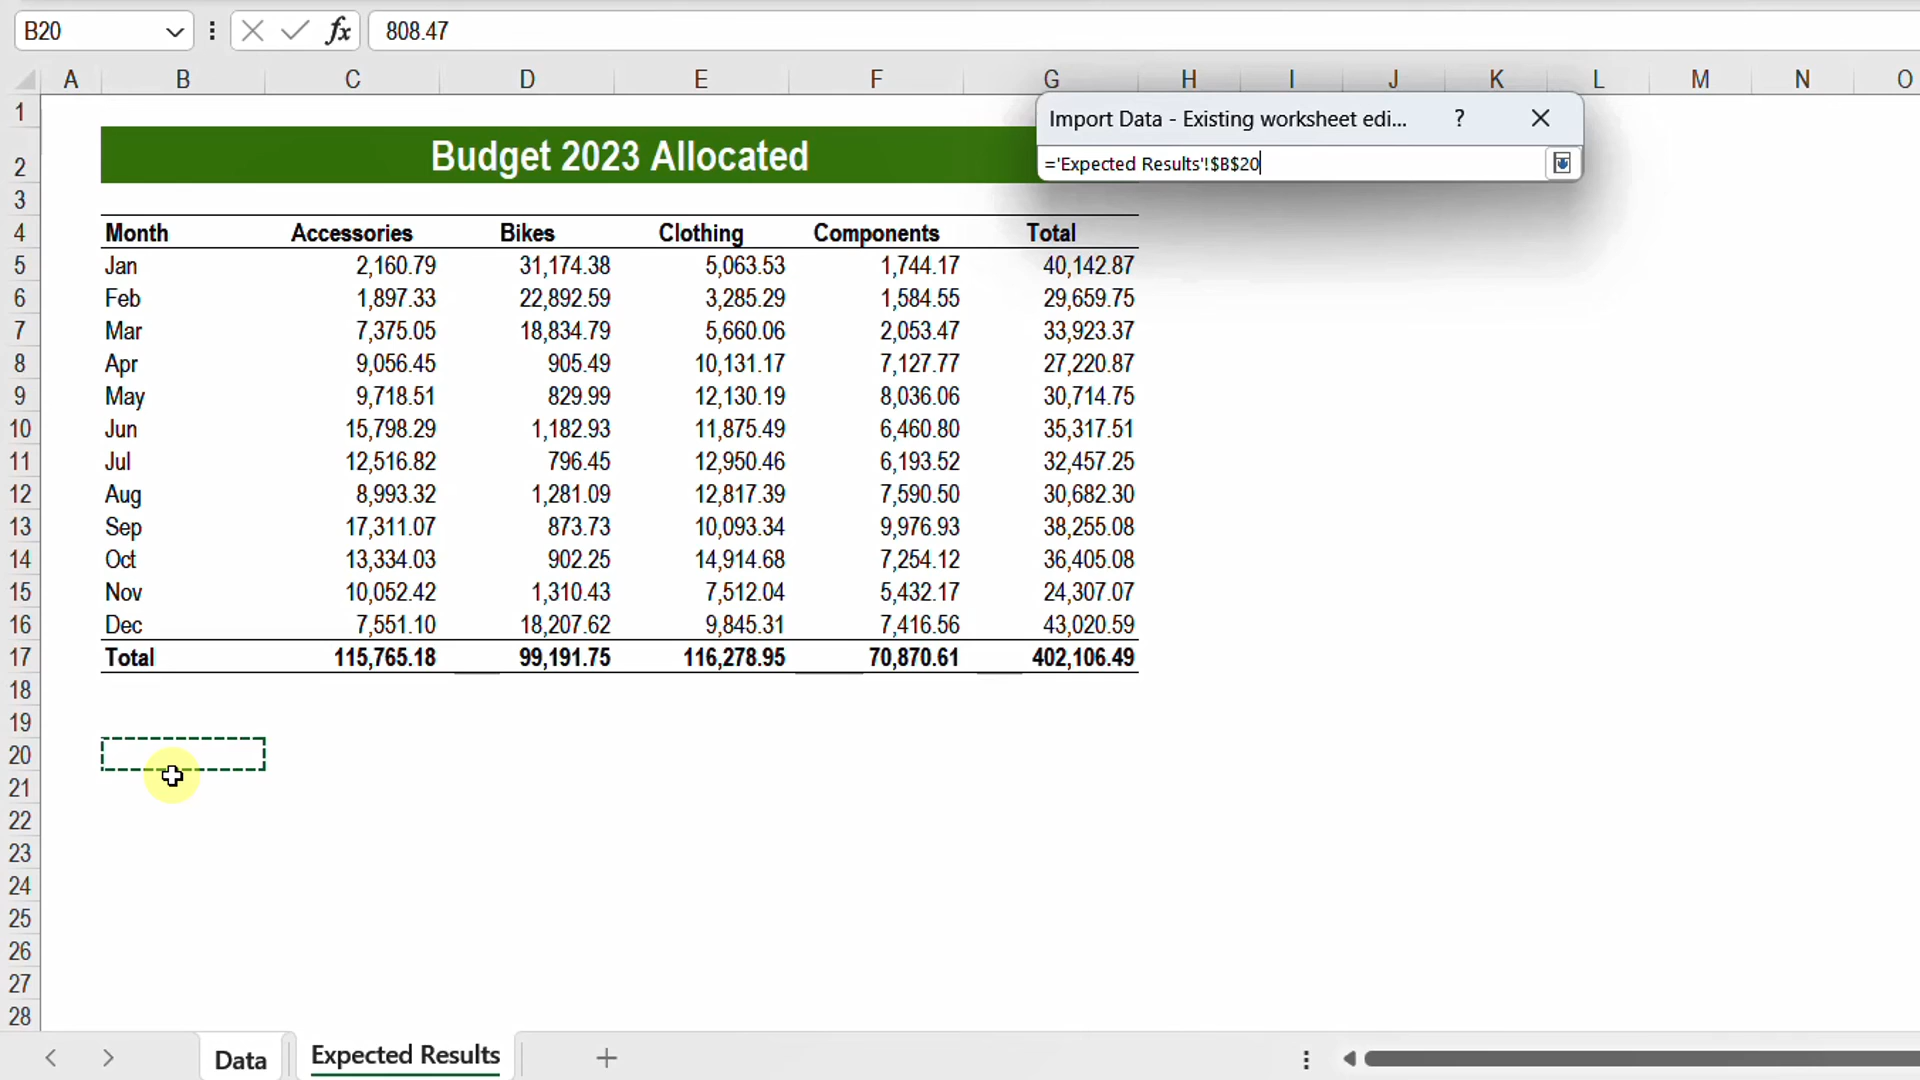 B20 fx 808.47
A B C D E F G H I J K L M N O
Import Data - Existing worksheet edi... ?
='Expected Results'!$B$20
1
2 Budget 2023 Allocated
3
4 Month Accessories Bikes Clothing Components Total
5 Jan 2,160.79 31,174.38 5,063.53 1,744.17 40,142.87
6 Feb 1,897.33 22,892.59 3,285.29 1,584.55 29,659.75
7 Mar 7,375.05 18,834.79 5,660.06 2,053.47 33,923.37
8 Apr 9,056.45 905.49 10,131.17 7,127.77 27,220.87
9 May 9,718.51 829.99 12,130.19 8,036.06 30,714.75
10 Jun 15,798.29 1,182.93 11,875.49 6,460.80 35,317.51
11 Jul 12,516.82 796.45 12,950.46 6,193.52 32,457.25
12 Aug 8,993.32 1,281.09 12,817.39 7,590.50 30,682.30
13 Sep 17,311.07 873.73 10,093.34 9,976.93 38,255.08
14 Oct 13,334.03 902.25 14,914.68 7,254.12 36,405.08
15 Nov 10,052.42 1,310.43 7,512.04 5,432.17 24,307.07
16 Dec 7,551.10 18,207.62 9,845.31 7,416.56 43,020.59
17 Total 115,765.18 99,191.75 116,278.95 70,870.61 402,106.49
18
19
20
21
22
23
24
25
26
27
28
Data Expected Results